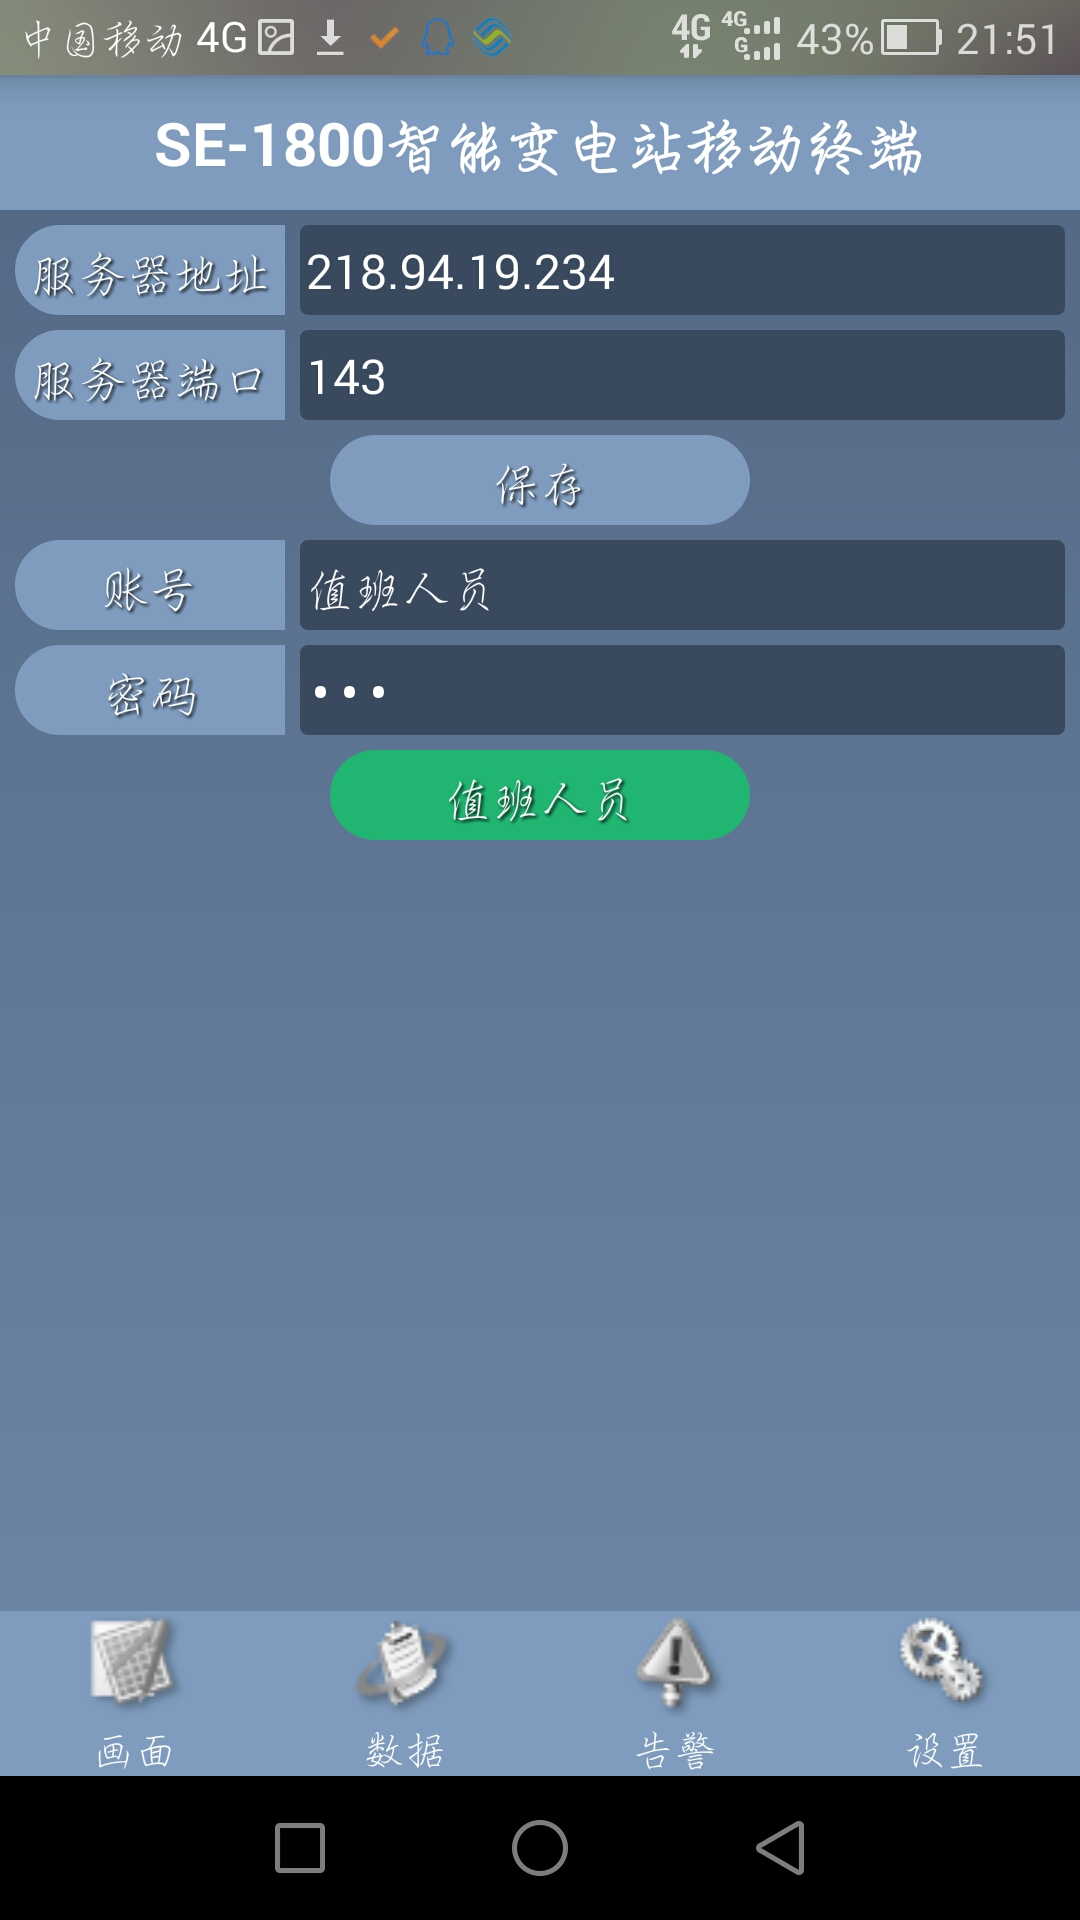 中国移动 4G 4G 4G G 43% 21:51
SE-1800智能变电站移动终端
服务器地址 218.94.19.234
服务器端口 143
保存
账号 值班人员
密码 •••
值班人员
画面 数据 告警 设置